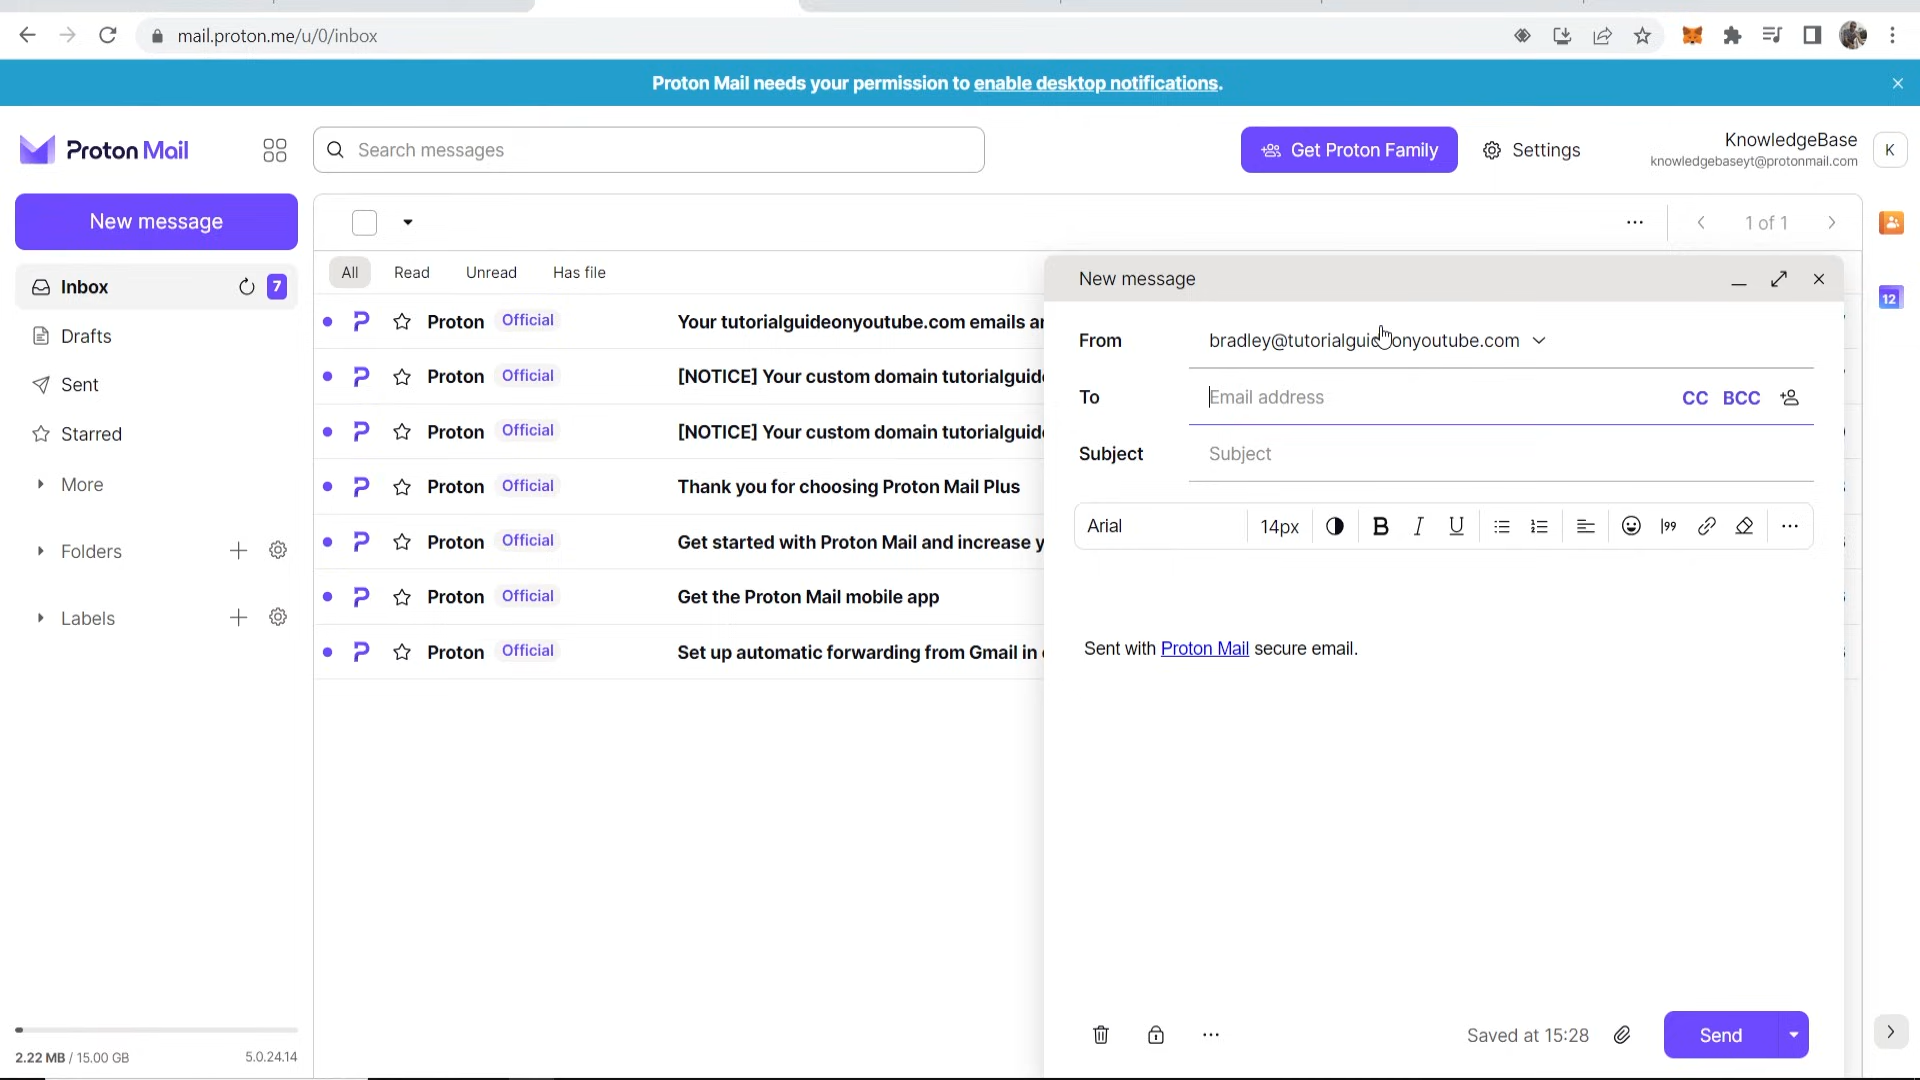 mail.proton.me/u/0/inbox
Proton Mail needs your permission to enable desktop notifications.
Proton Mail
Search messages
Get Proton Family
Settings
KnowledgeBase
knowledgebaseyt@protonmail.com
K
New message
1 of 1
Inbox 7
All Read Unread Has file
New message
12
Proton Official Your tutorialguideonyoutube.com emails
Drafts
From bradley@tutorialguideonyoutube.com
Proton Official [NOTICE] Your custom domain
Sent
To Email address CC BCC
Proton Official [NOTICE] Your custom domain
Starred
Subject Subject
Proton Official Thank you for choosing Proton Mail Plus
More
Arial 14px B I U
Proton Official Get started with Proton Mail and increase
Folders
Proton Official Get the Proton Mail mobile app
Labels
Proton Official Set up automatic forwarding from Gmail in
Sent with Proton Mail secure email.
2.22 MB / 15.00 GB 5.0.24.14
Saved at 15:28
Send